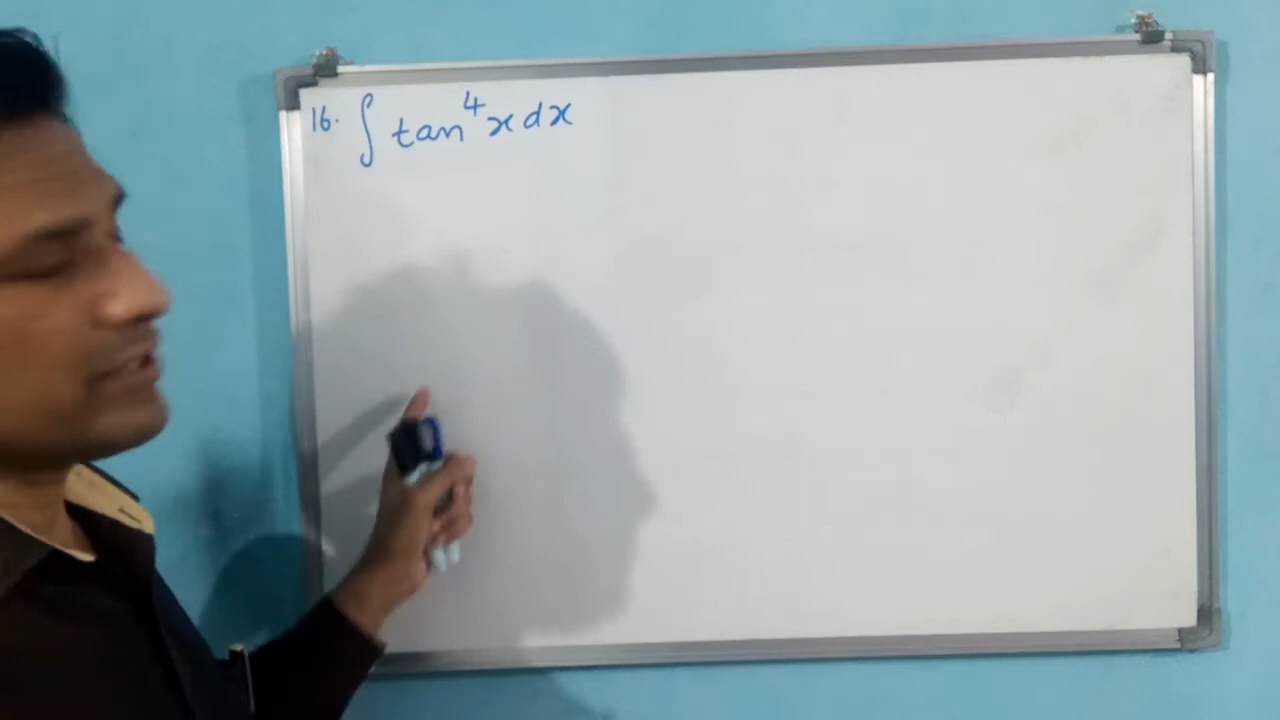 16. ∫ tan⁴x dx